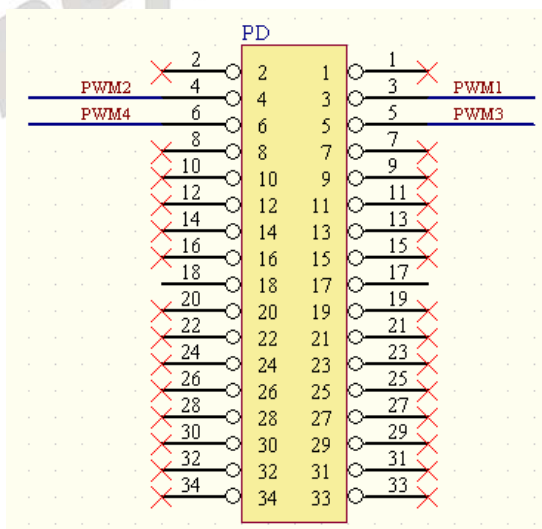 PD
2 2 1 1
PWM2 4 4 3 3 PWM1
PWM4 6 6 5 5 PWM3
8 8 7 7
10 10 9 9
12 12 11 11
14 14 13 13
16 16 15 15
18 18 17 17
20 20 19 19
22 22 21 21
24 24 23 23
26 26 25 25
28 28 27 27
30 30 29 29
32 32 31 31
34 34 33 33